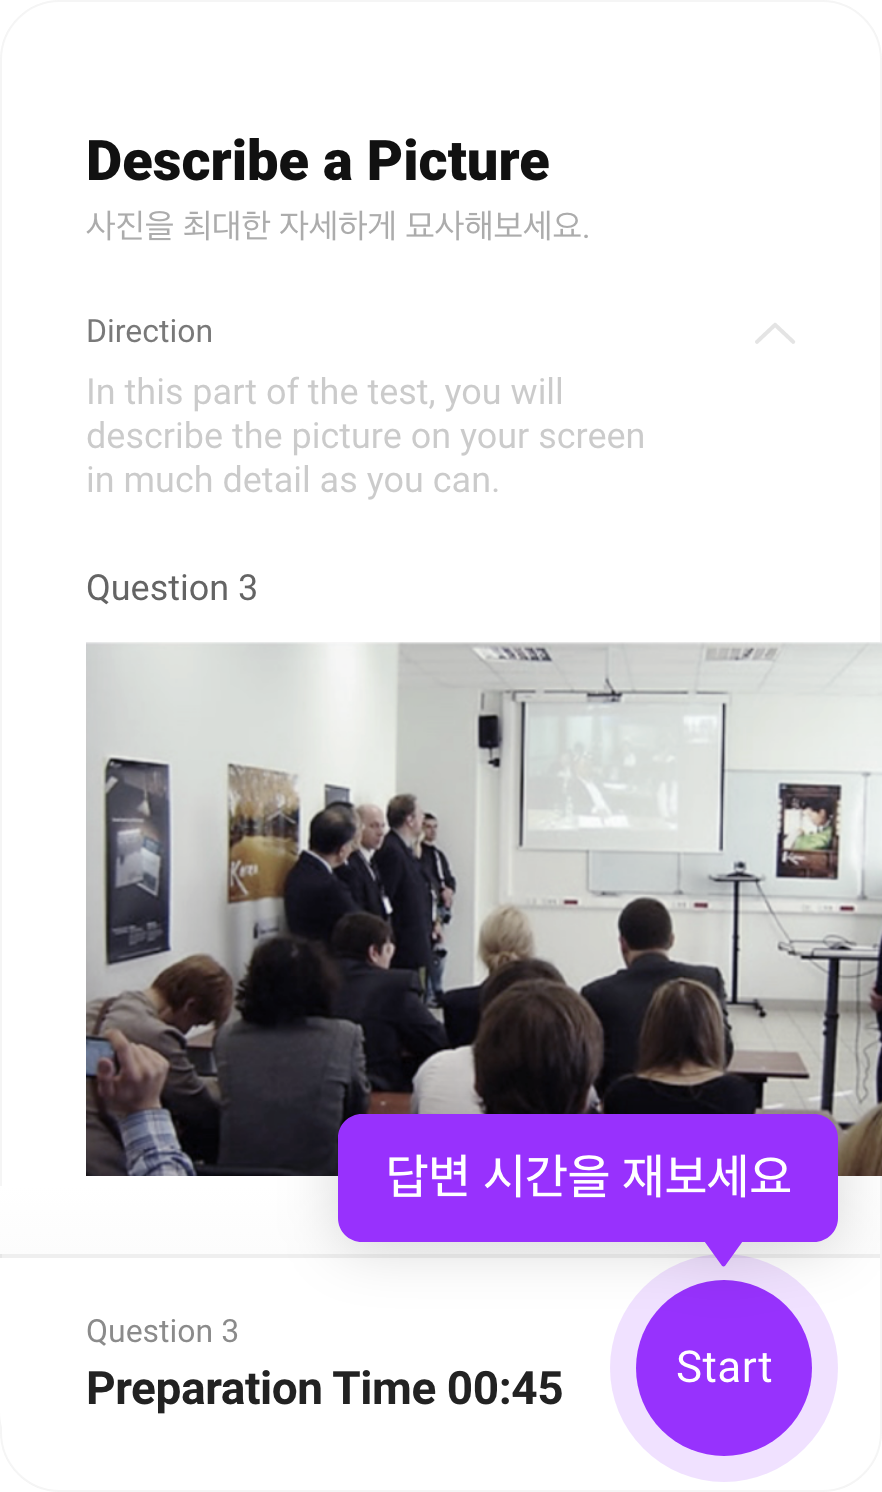 Describe a Picture
사진을 최대한 자세하게 묘사해보세요.
Direction
In this part of the test, you will
describe the picture on your screen
in much detail as you can.
Question 3
Korea
답변 시간을 재보세요
Question 3
Preparation Time 00:45
Start